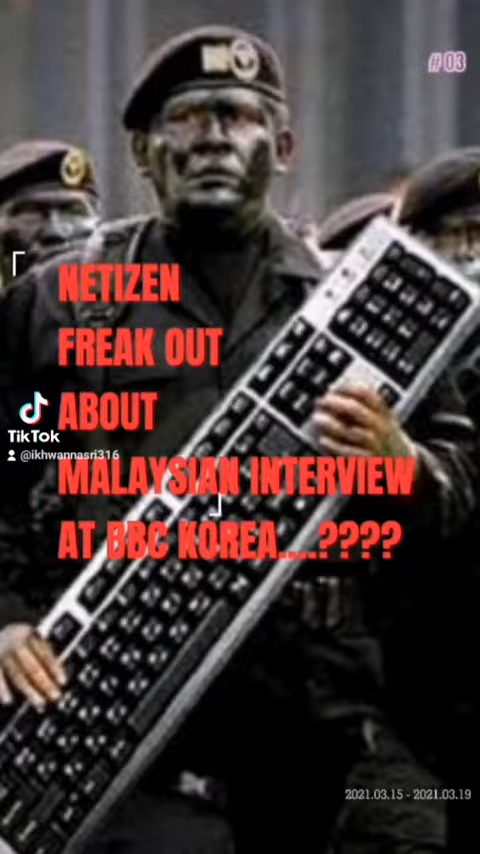 #03
NETIZEN
FREAK OUT
ABOUT
TikTok
@ikhwannasri316
MALAYSIAN INTERVIEW
AT BBC KOREA....????
2021.03.15 - 2021.03.19